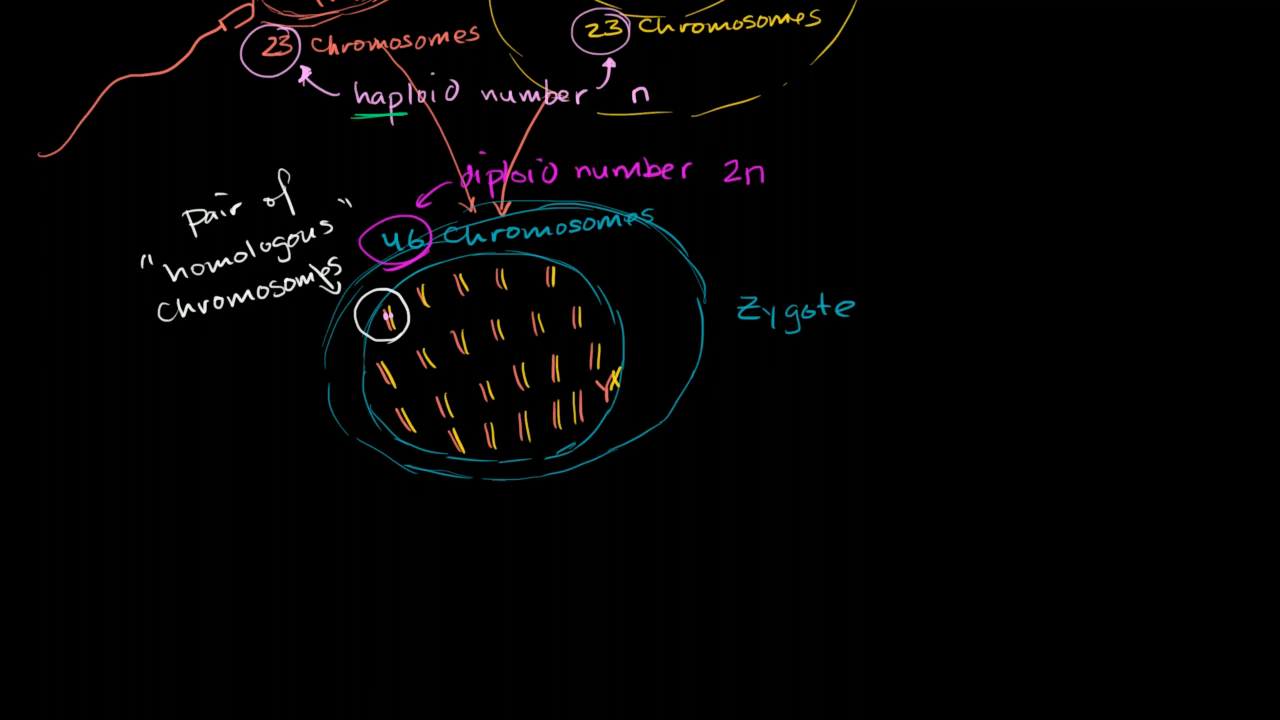 23 Chromosomes
23 Chromosomes
haploid number n
diploid number 2n
pair of
"homologous"
chromosomes
46 Chromosomes
Zygote
Y X